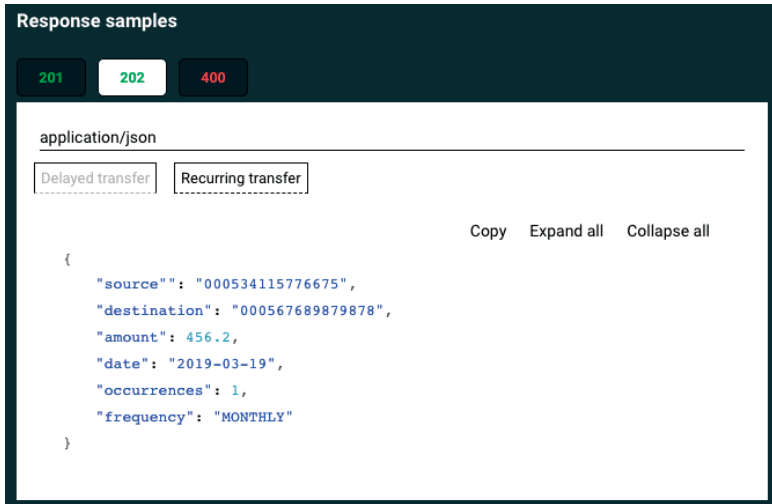 Response samples
201 202 400
application/json
Delayed transfer Recurring transfer
Copy Expand all Collapse all
{
"source"": "000534115776675",
"destination": "000567689879878",
"amount": 456.2,
"date": "2019-03-19",
"occurrences": 1,
"frequency": "MONTHLY"
}